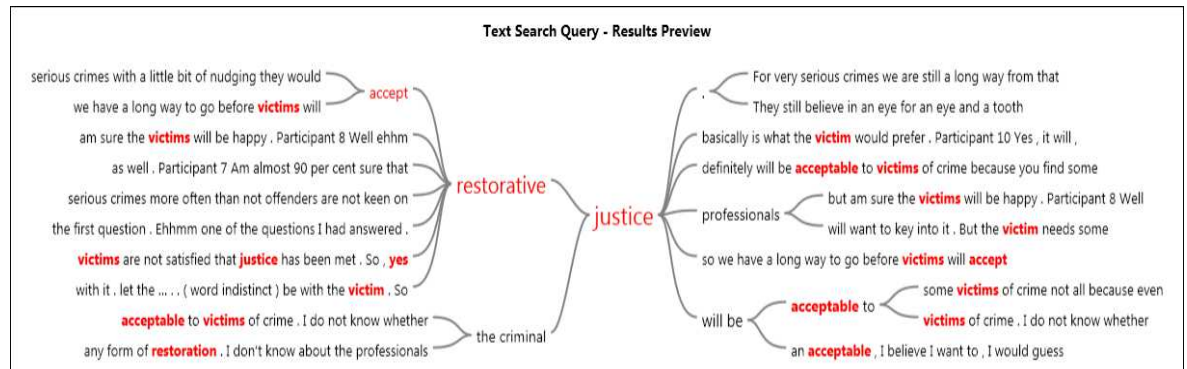 Text Search Query - Results Preview
serious crimes with a little bit of nudging they would
we have a long way to go before victims will
accept
am sure the victims will be happy . Participant 8 Well ehhm
as well . Participant 7 Am almost 90 per cent sure that
serious crimes more often than not offenders are not keen on
the first question . Ehhmm one of the questions I had answered .
victims are not satisfied that justice has been met . So , yes
with it . let the ... . . ( word indistinct ) be with the victim . So
restorative
acceptable to victims of crime . I do not know whether
any form of restoration . I don't know about the professionals
the criminal
justice
.
For very serious crimes we are still a long way from that
They still believe in an eye for an eye and a tooth
basically is what the victim would prefer . Participant 10 Yes , it will ,
definitely will be acceptable to victims of crime because you find some
professionals
but am sure the victims will be happy . Participant 8 Well
will want to key into it . But the victim needs some
so we have a long way to go before victims will accept
will be
acceptable to
some victims of crime not all because even
victims of crime . I do not know whether
an acceptable , I believe I want to , I would guess